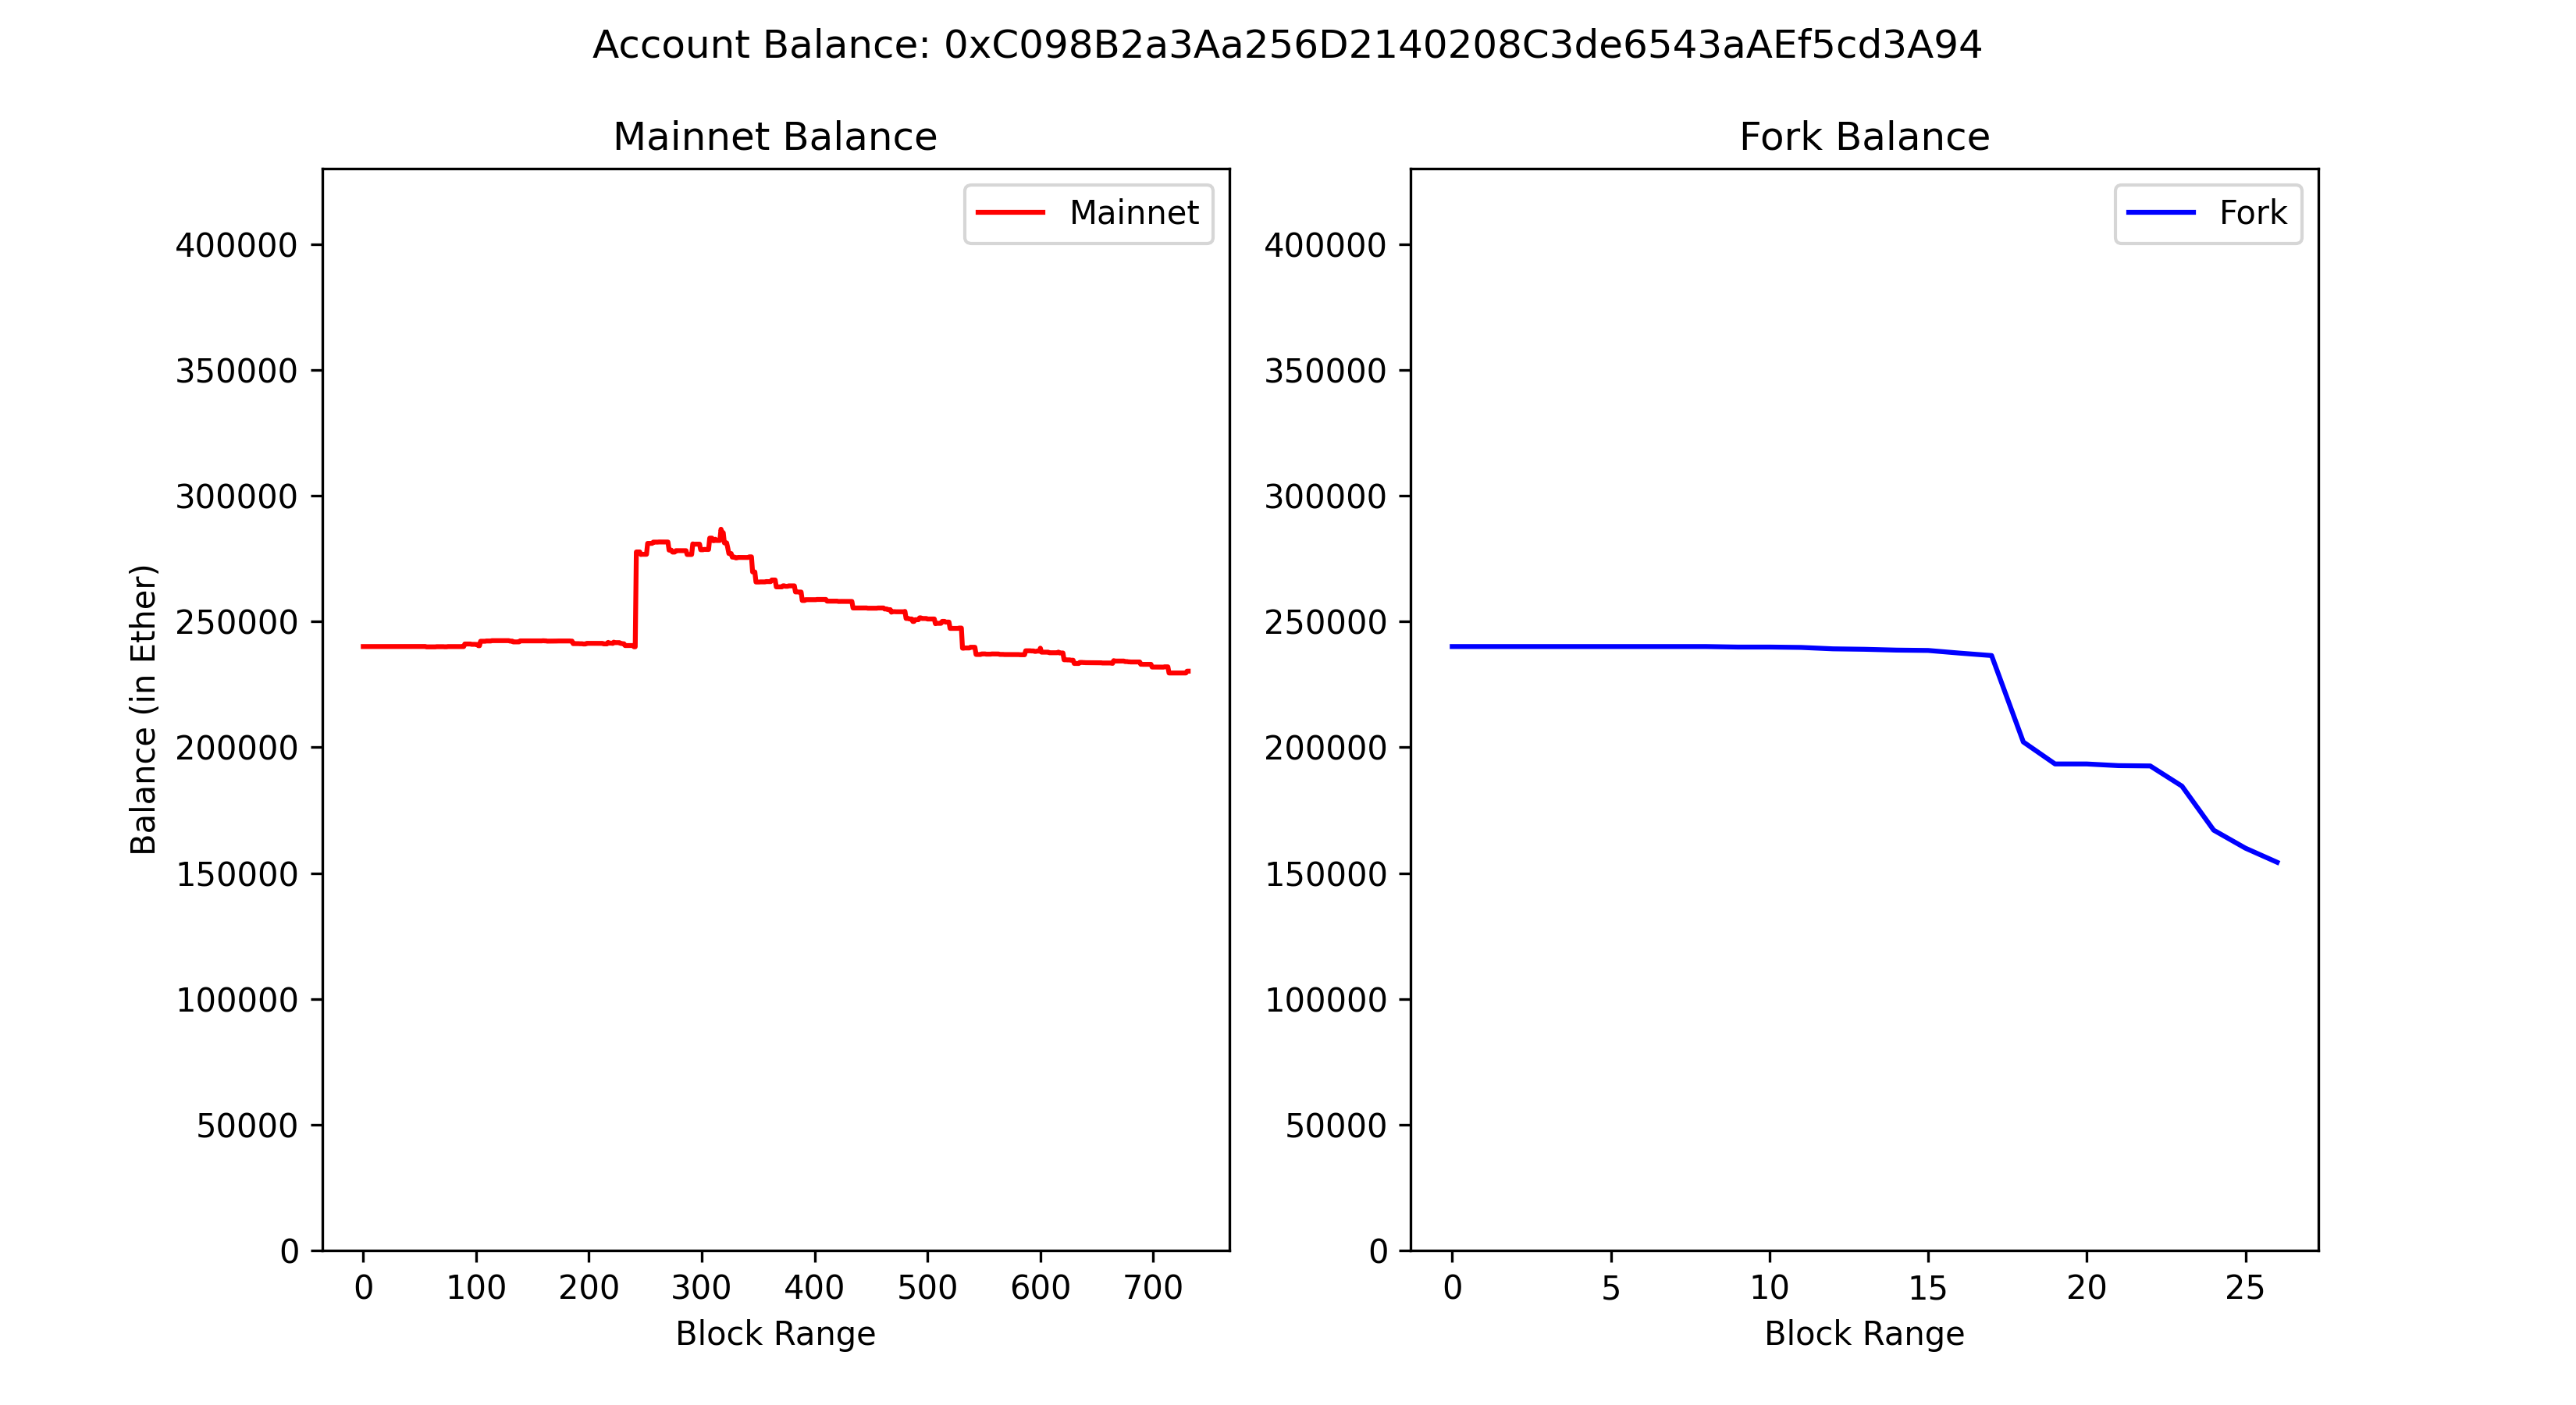 Account Balance: 0xC098B2a3Aa256D2140208C3de6543aAEf5cd3A94
Mainnet Balance
Mainnet
400000
350000
300000
250000
200000
150000
100000
50000
0
Balance (in Ether)
0 100 200 300 400 500 600 700
Block Range
Fork Balance
Fork
400000
350000
300000
250000
200000
150000
100000
50000
0
0 5 10 15 20 25
Block Range